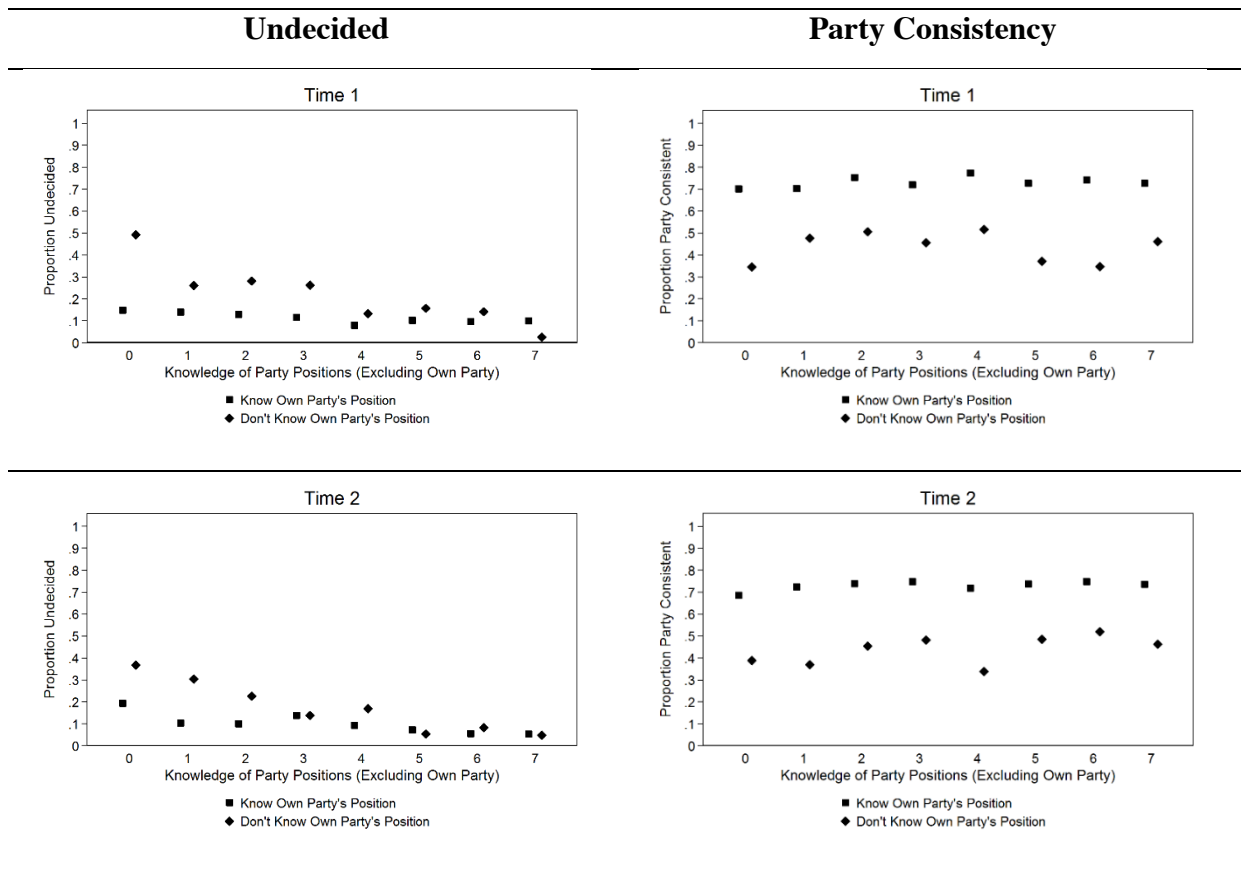 Undecided
Party Consistency
Time 1
Proportion Undecided
1
.9
.8
.7
.6
.5
.4
.3
.2
.1
0
0 1 2 3 4 5 6 7
Knowledge of Party Positions (Excluding Own Party)
Know Own Party's Position
Don't Know Own Party's Position
Time 1
Proportion Party Consistent
1
.9
.8
.7
.6
.5
.4
.3
.2
.1
0
0 1 2 3 4 5 6 7
Knowledge of Party Positions (Excluding Own Party)
Know Own Party's Position
Don't Know Own Party's Position
Time 2
Proportion Undecided
1
.9
.8
.7
.6
.5
.4
.3
.2
.1
0
0 1 2 3 4 5 6 7
Knowledge of Party Positions (Excluding Own Party)
Know Own Party's Position
Don't Know Own Party's Position
Time 2
Proportion Party Consistent
1
.9
.8
.7
.6
.5
.4
.3
.2
.1
0
0 1 2 3 4 5 6 7
Knowledge of Party Positions (Excluding Own Party)
Know Own Party's Position
Don't Know Own Party's Position